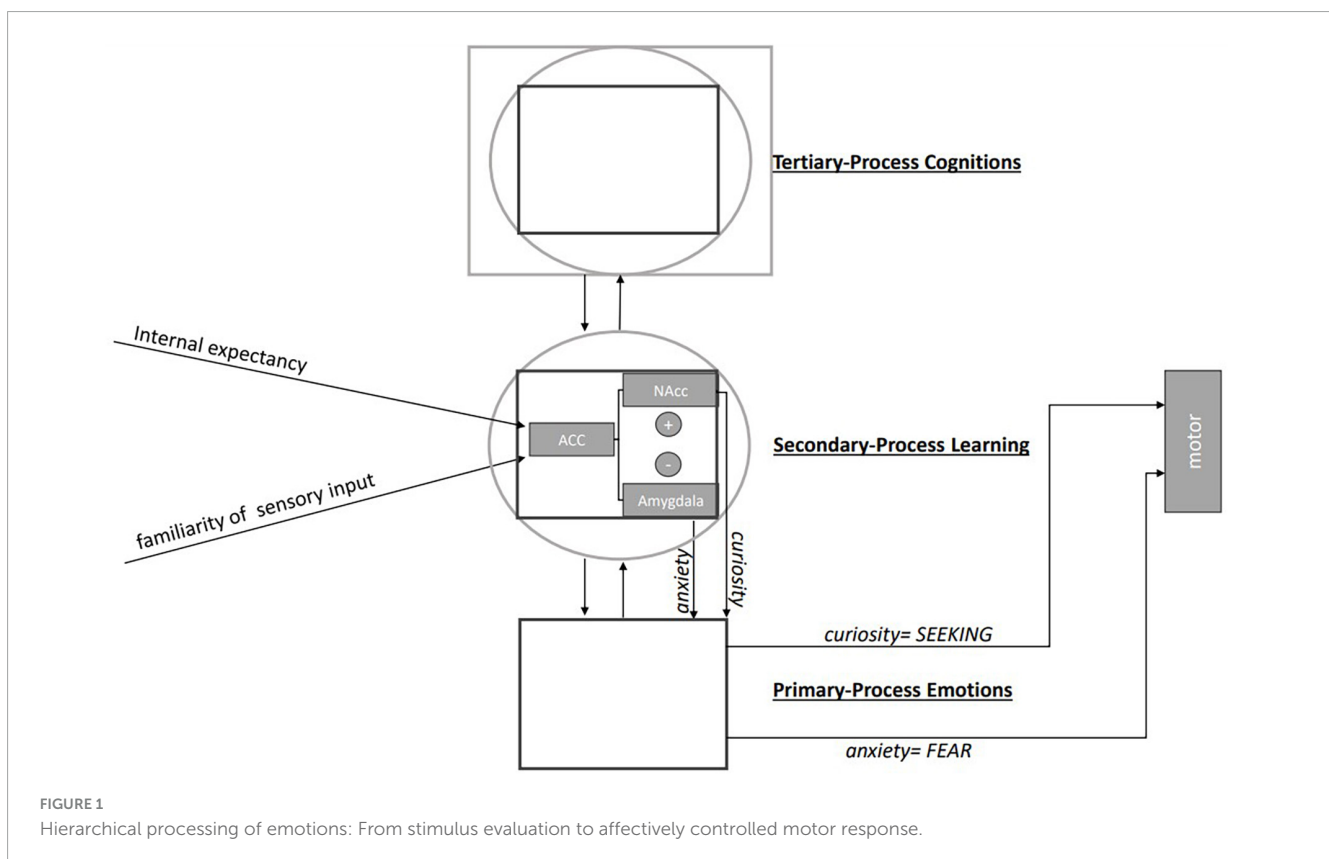 Tertiary-Process Cognitions
Internal expectancy
NAcc
+
ACC
-
Amygdala
Secondary-Process Learning
motor
familiarity of sensory input
anxiety
curiosity
curiosity= SEEKING
Primary-Process Emotions
anxiety= FEAR
FIGURE 1
Hierarchical processing of emotions: From stimulus evaluation to affectively controlled motor response.